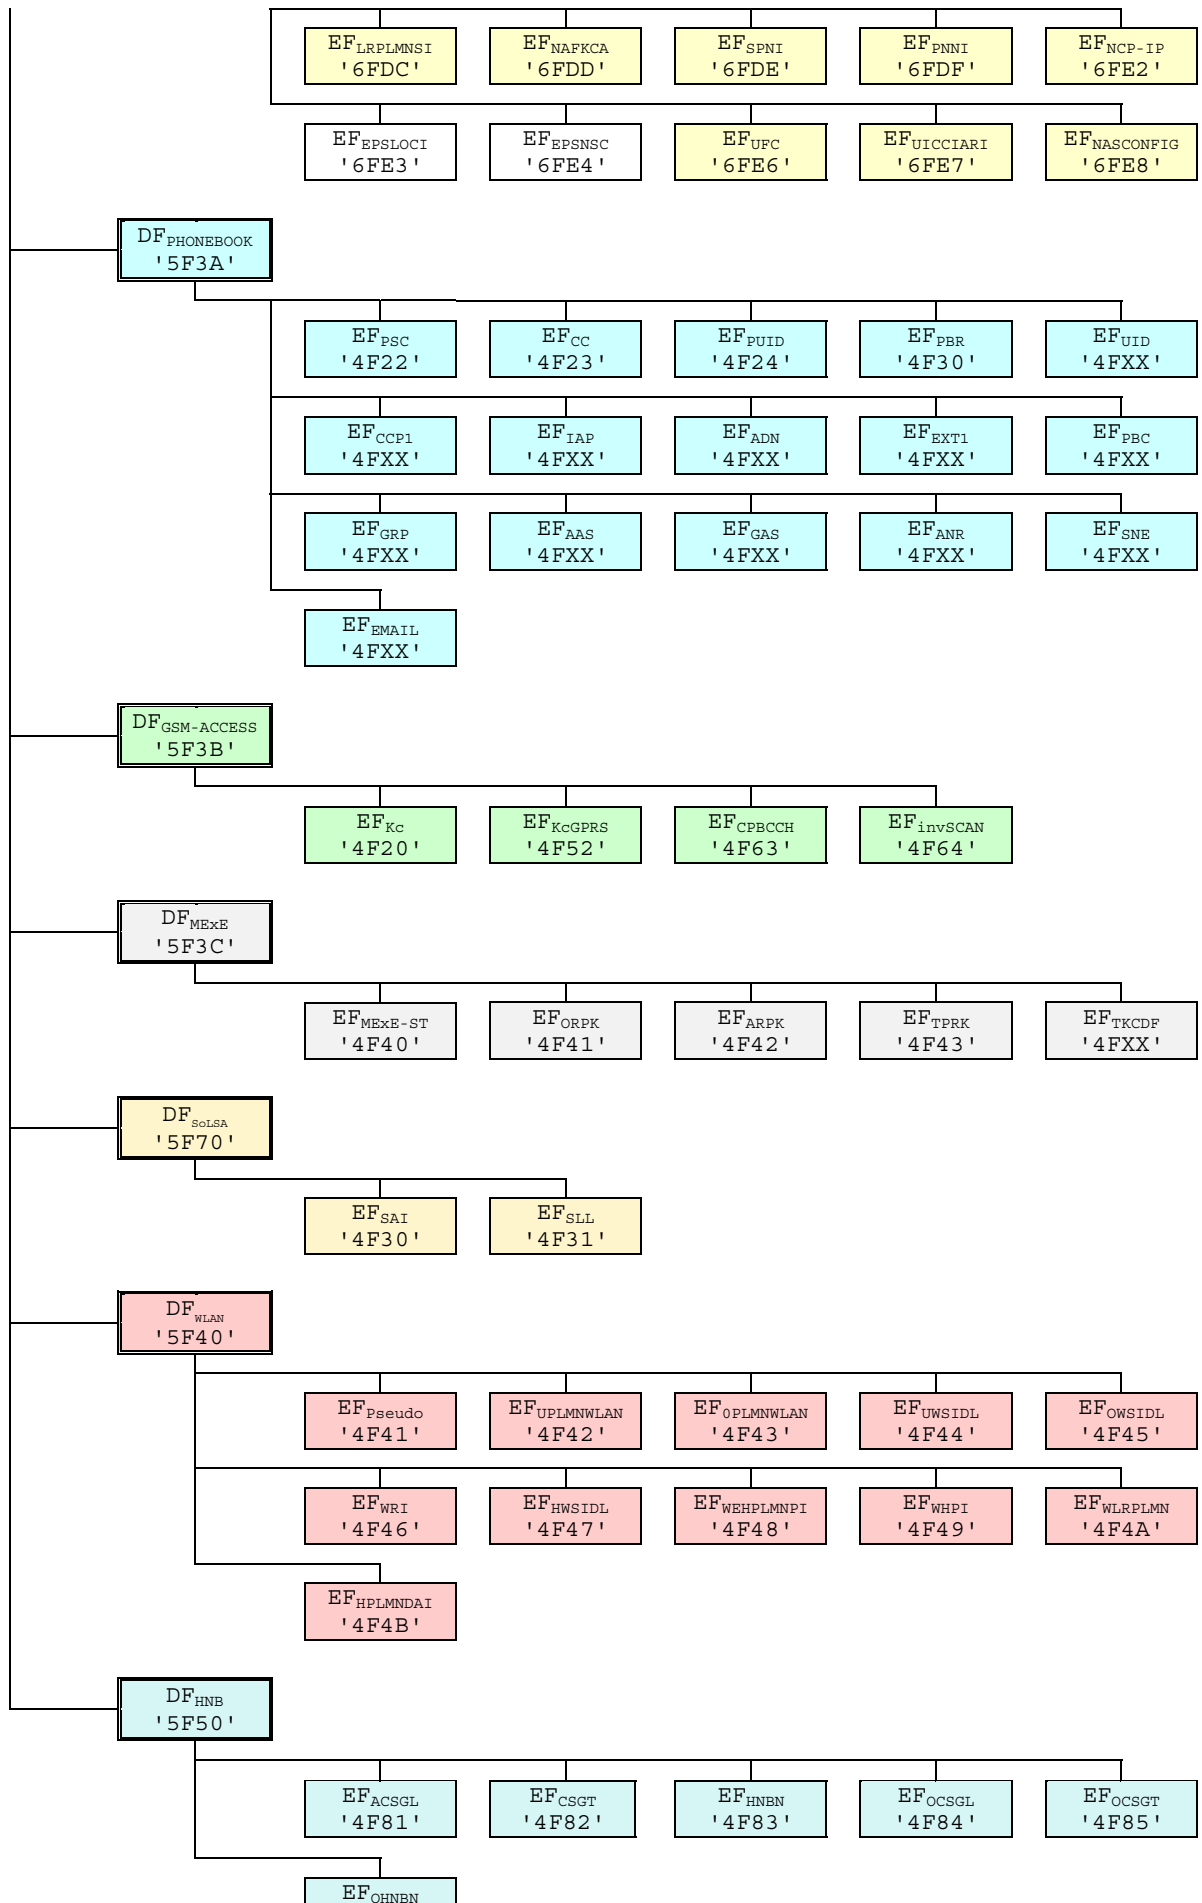 EFLRPLMNSI EFNAFKCA EFSPNI EFPNNI EFNCP-IP
'6FDC' '6FDD' '6FDE' '6FDF' '6FE2'
EFEPSLOCI EFEPSNSC EFUFC EFUICCIARI EFNASCONFIG
'6FE3' '6FE4' '6FE6' '6FE7' '6FE8'
DFPHONEBOOK
'5F3A'
EFPSC EFCC EFPUID EFPBR EFUID
'4F22' '4F23' '4F24' '4F30' '4FXX'
EFCCP1 EFIAP EFADN EFEXT1 EFPBC
'4FXX' '4FXX' '4FXX' '4FXX' '4FXX'
EFGRP EFAAS EFGAS EFANR EFSNE
'4FXX' '4FXX' '4FXX' '4FXX' '4FXX'
EFEMAIL
'4FXX'
DFGSM-ACCESS
'5F3B'
EFKc EFKcGPRS EFCPBCCH EFinvSCAN
'4F20' '4F52' '4F63' '4F64'
DFMExE
'5F3C'
EFMExE-ST EFORPK EFARPK EFTPRK EFTKCDF
'4F40' '4F41' '4F42' '4F43' '4FXX'
DFSoLSA
'5F70'
EFSAI EFSLL
'4F30' '4F31'
DFWLAN
'5F40'
EFPseudo EFUPLMNWLAN EF0PLMNWLAN EFUWSIDL EFOWSIDL
'4F41' '4F42' '4F43' '4F44' '4F45'
EFWRI EFHWSIDL EFWEHPLMNPI EFWHPI EFWLRPLMN
'4F46' '4F47' '4F48' '4F49' '4F4A'
EFHPLMNDAI
'4F4B'
DFHNB
'5F50'
EFACSGL EFCSGT EFHNBN EFOCSGL EFOCSGT
'4F81' '4F82' '4F83' '4F84' '4F85'
EFOHNBN